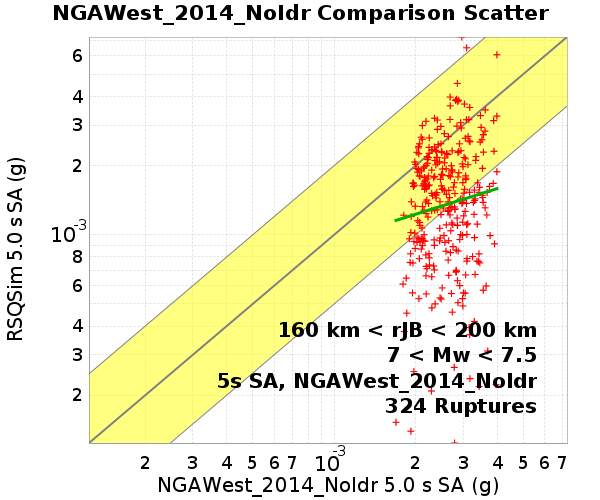 NGAWest_2014_NoIdr Comparison Scatter
6
4
3
2
10-3
8
6
4
3
2
RSQSim 5.0 s SA (g)
160 km < rJB < 200 km
7 < Mw < 7.5
5s SA, NGAWest_2014_NoIdr
324 Ruptures
2 3 4 5 6 7 10-3 2 3 4 5 6 7
NGAWest_2014_NoIdr 5.0 s SA (g)